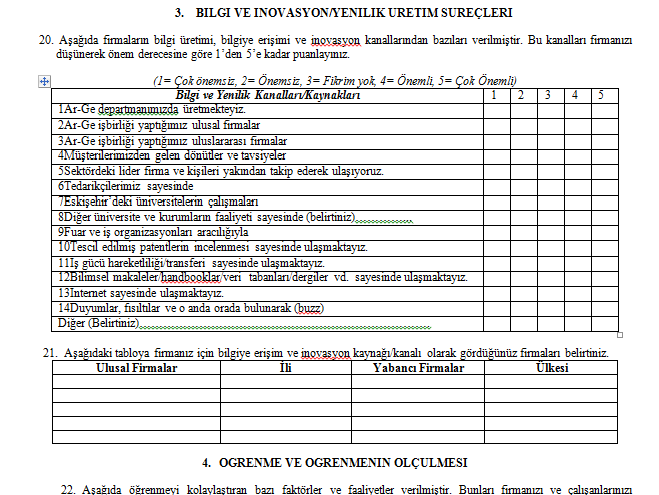 3. BILGI VE INOVASYON/YENILIK URETIM SUREÇLERI
20. Aşağıda firmaların bilgi üretimi, bilgiye erişimi ve inovasyon kanallarından bazıları verilmiştir. Bu kanalları firmanızı
düşünerek önem derecesine göre 1'den 5'e kadar puanlayınız.
(1= Çok önemsiz, 2= Önemsiz, 3= Fikrim yok, 4= Önemli, 5= Çok Önemli)
Bilgi ve Yenilik Kanalları/Kaynakları 1 2 3 4 5
1Ar-Ge departmanımızda üretmekteyiz.
2Ar-Ge işbirliği yaptığımız ulusal firmalar
3Ar-Ge işbirliği yaptığımız uluslararası firmalar
4Müşterilerimizden gelen dönütler ve tavsiyeler
5Sektördeki lider firma ve kişileri yakından takip ederek ulaşıyoruz.
6Tedarikçilerimiz sayesinde
7Eskişehir'deki üniversitelerin çalışmaları
8Diğer üniversite ve kurumların faaliyeti sayesinde (belirtiniz)...............
9Fuar ve iş organizasyonları aracılığıyla
10Tescil edilmiş patentlerin incelenmesi sayesinde ulaşmaktayız.
11Iş gücü hareketliliği/transferi sayesinde ulaşmaktayız.
12Bilimsel makaleler/handbooklar/veri tabanları/dergiler vd. sayesinde ulaşmaktayız.
13Internet sayesinde ulaşmaktayız.
14Duyumlar, fısıltılar ve o anda orada bulunarak (buzz)
Diğer (Belirtiniz)...............
21. Aşağıdaki tabloya firmanız için bilgiye erişim ve inovasyon kaynağı/kanalı olarak gördüğünüz firmaları belirtiniz.
Ulusal Firmalar İli Yabancı Firmalar Ülkesi
4. OGRENME VE OGRENMENIN OLÇULMESI
22. Aşağıda öğrenmeyi kolaylaştıran bazı faktörler ve faaliyetler verilmiştir. Bunları firmanızı ve çalışanlarınızı